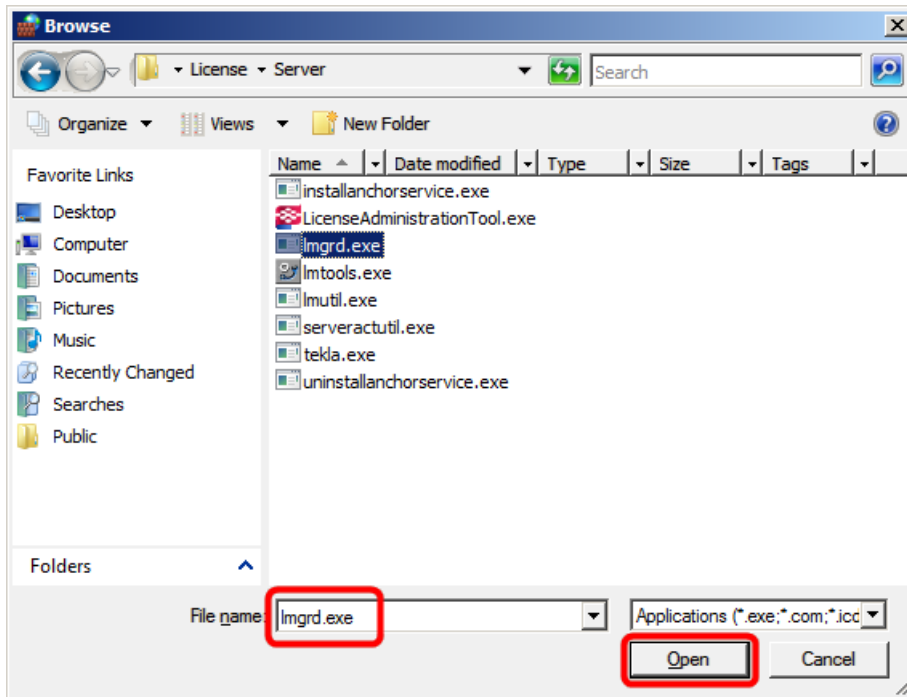 Browse
License Server
Search
Organize Views New Folder
Favorite Links
Desktop
Computer
Documents
Pictures
Music
Recently Changed
Searches
Public
Folders
Name Date modified Type Size Tags
installanchorservice.exe
LicenseAdministrationTool.exe
lmgrd.exe
lmtools.exe
lmutil.exe
serveractutil.exe
tekla.exe
uninstallanchorservice.exe
File name: lmgrd.exe
Applications (*.exe;*.com;*.icd
Open Cancel